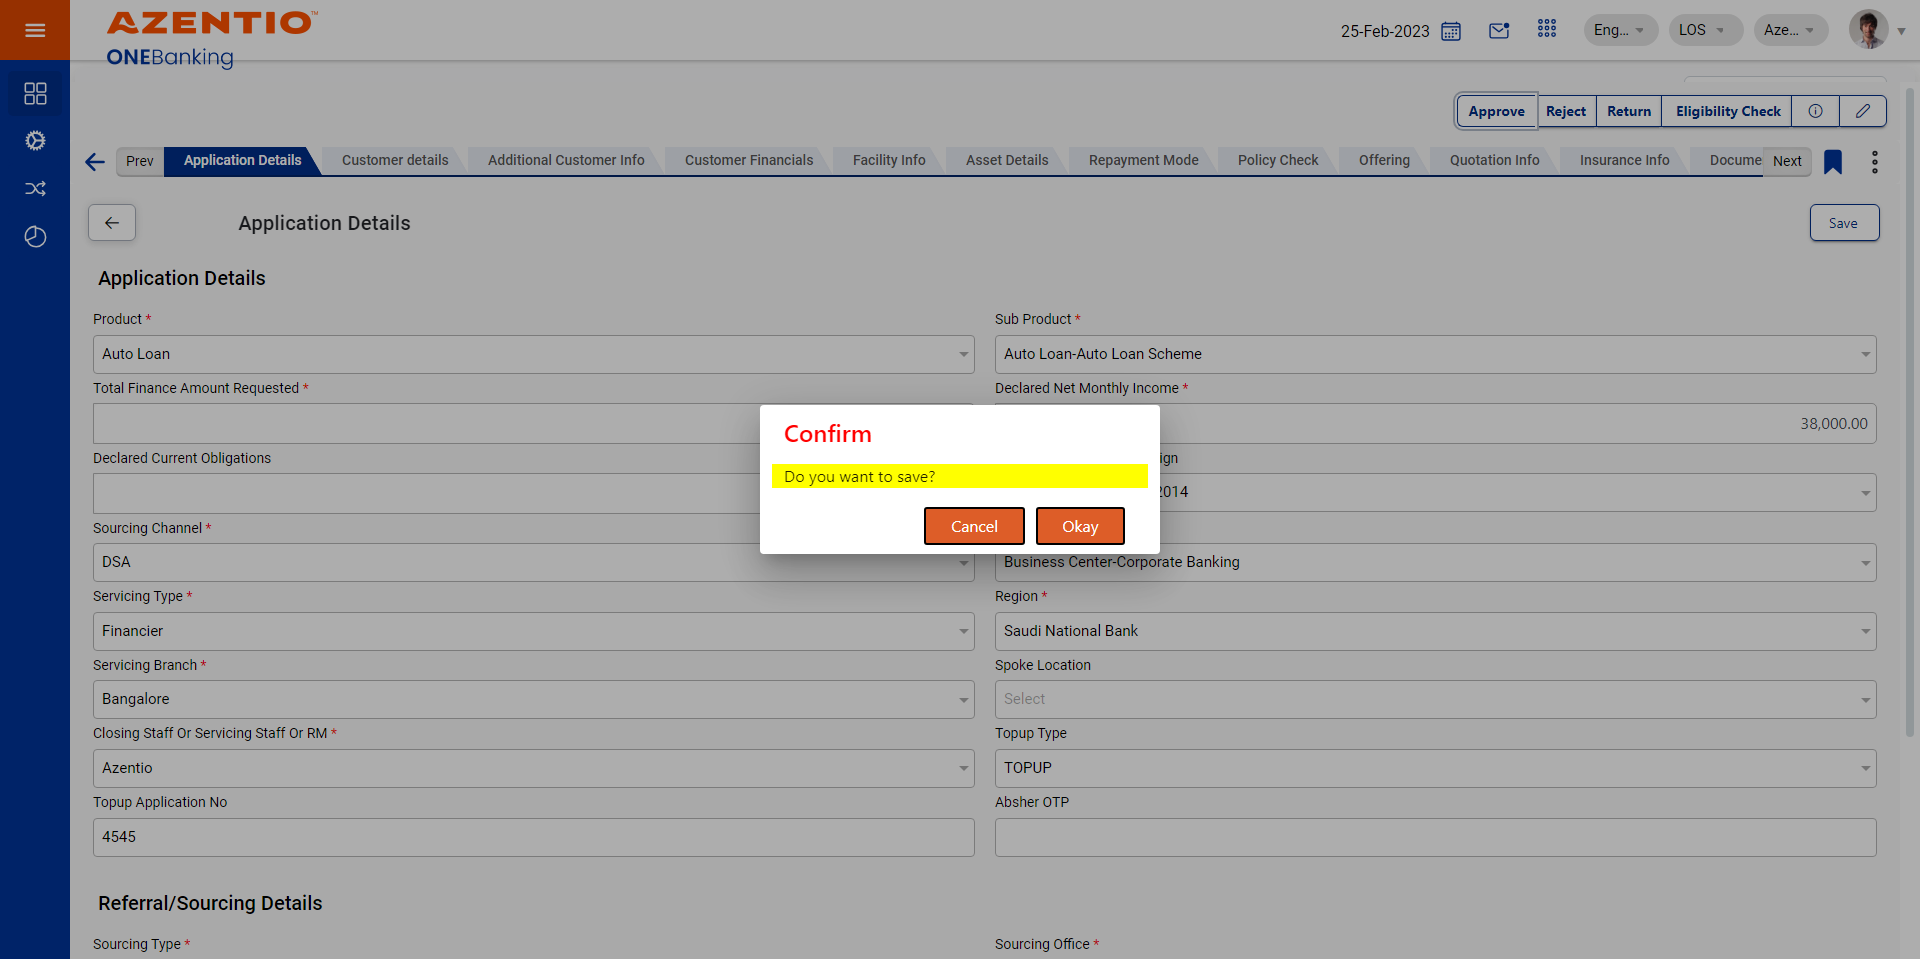 AZENTIO™
ONEBanking
25-Feb-2023
Eng...
LOS
Aze...
Approve
Reject
Return
Eligibility Check
Prev
Application Details
Customer details
Additional Customer Info
Customer Financials
Facility Info
Asset Details
Repayment Mode
Policy Check
Offering
Quotation Info
Insurance Info
Docume
Next
Application Details
Save
Application Details
Product *
Sub Product *
Auto Loan
Auto Loan-Auto Loan Scheme
Total Finance Amount Requested *
Declared Net Monthly Income *
38,000.00
Declared Current Obligations
ign
2014
Confirm
Do you want to save?
Cancel
Okay
Sourcing Channel *
DSA
Business Center-Corporate Banking
Servicing Type *
Region *
Financier
Saudi National Bank
Servicing Branch *
Spoke Location
Bangalore
Select
Closing Staff Or Servicing Staff Or RM *
Topup Type
Azentio
TOPUP
Topup Application No
Absher OTP
4545
Referral/Sourcing Details
Sourcing Type *
Sourcing Office *